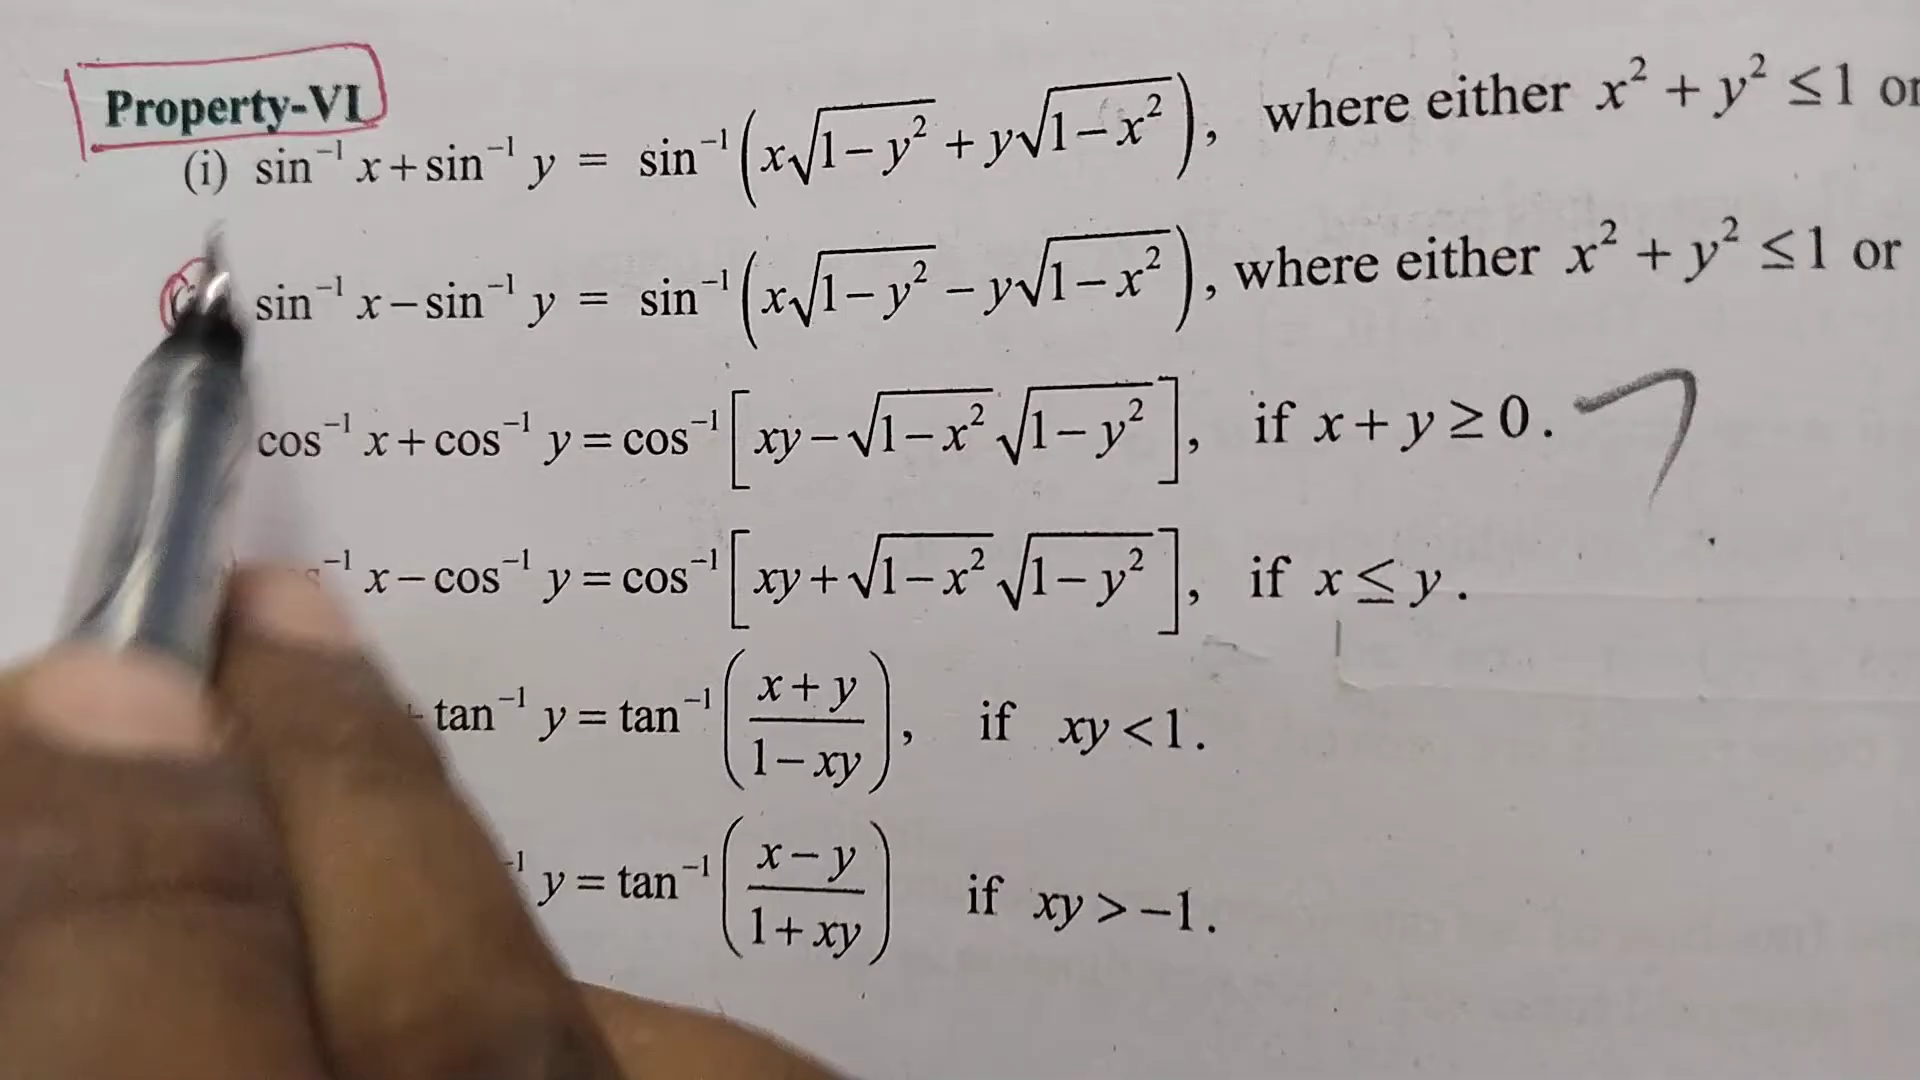 Property-VI
(i) sin⁻¹ x + sin⁻¹ y = sin⁻¹(x√(1−y²) + y√(1−x²)), where either x² + y² ≤ 1 or
sin⁻¹ x − sin⁻¹ y = sin⁻¹(x√(1−y²) − y√(1−x²)), where either x² + y² ≤ 1 or
cos⁻¹ x + cos⁻¹ y = cos⁻¹[xy − √(1−x²) √(1−y²)], if x + y ≥ 0.
⁻¹ x − cos⁻¹ y = cos⁻¹[xy + √(1−x²) √(1−y²)], if x ≤ y.
tan⁻¹ y = tan⁻¹((x+y)/(1−xy)), if xy < 1.
⁻¹ y = tan⁻¹((x−y)/(1+xy)) if xy > −1.